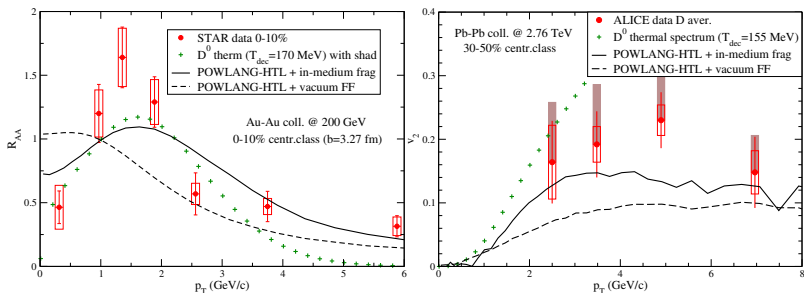 2
1.5
1
0.5
0
R_AA
0
1
2
3
4
5
6
p_T (GeV/c)
STAR data 0-10%
D^0 therm (T_dec=170 MeV) with shad
POWLANG-HTL + in-medium frag
POWLANG-HTL + vacuum FF
Au-Au coll. @ 200 GeV
0-10% centr.class (b=3.27 fm)
0.4
0.3
0.2
0.1
0
v_2
0
2
4
6
8
p_T (GeV/c)
Pb-Pb coll. @ 2.76 TeV
30-50% centr.class
ALICE data D aver.
D^0 thermal spectrum (T_dec=155 MeV)
POWLANG-HTL + in-medium frag
POWLANG-HTL + vacuum FF